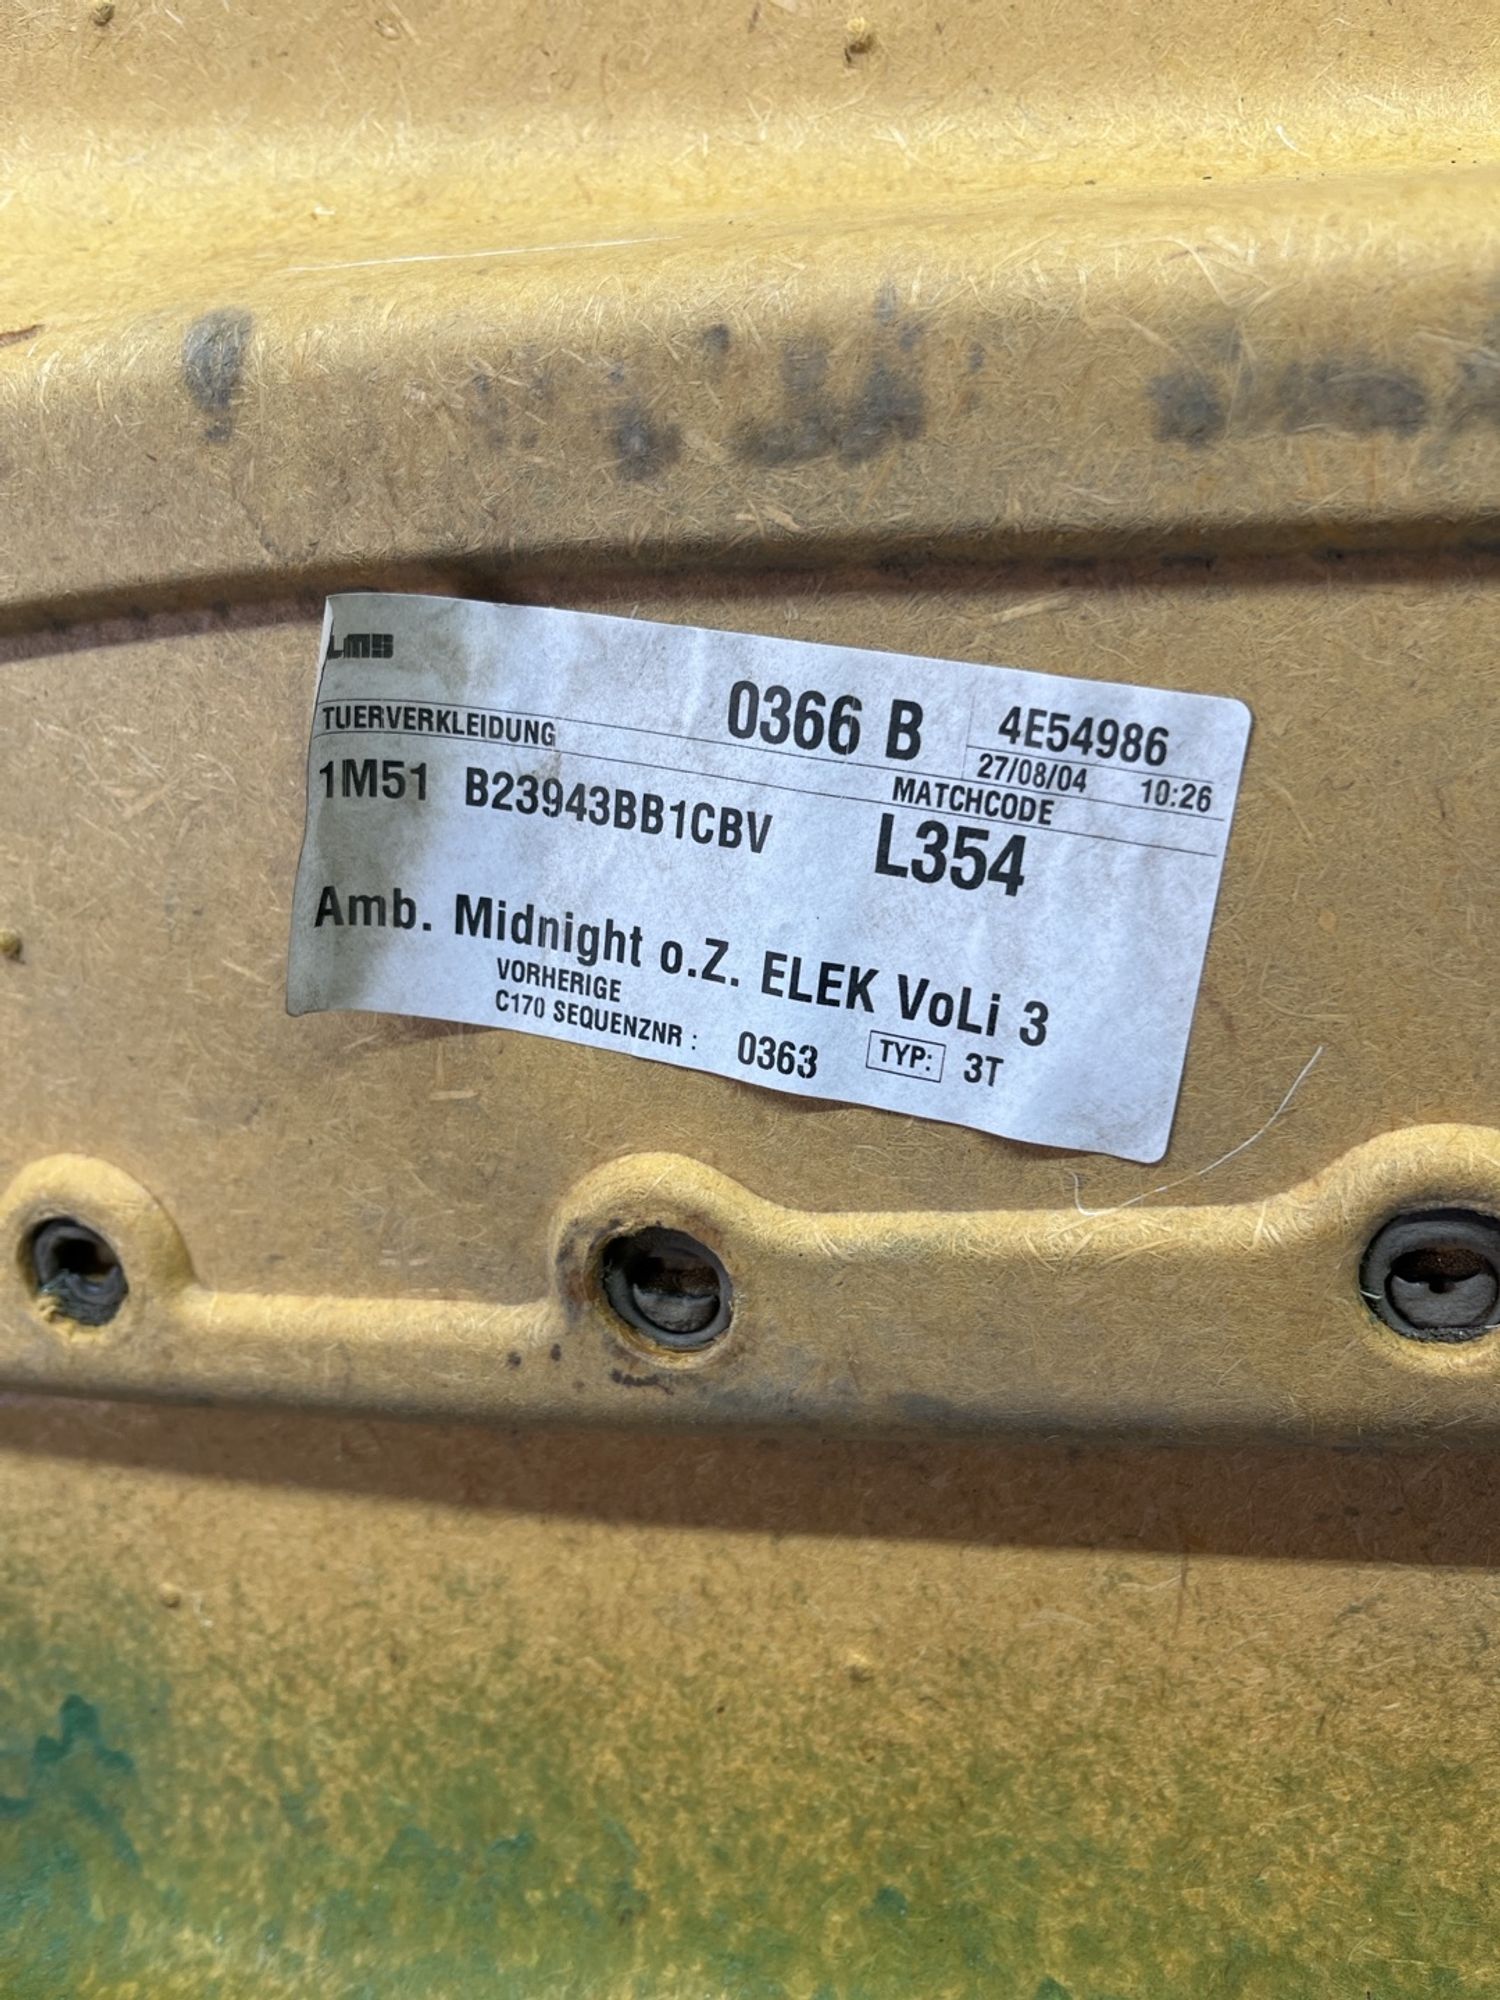 LMS
0366 B 4E54986
TUERVERKLEIDUNG 27/08/04 10:26
MATCHCODE
1M51 B23943BB1CBV L354
Amb. Midnight o.Z. ELEK VoLi 3
VORHERIGE
C170 SEQUENZNR : 0363 TYP: 3T